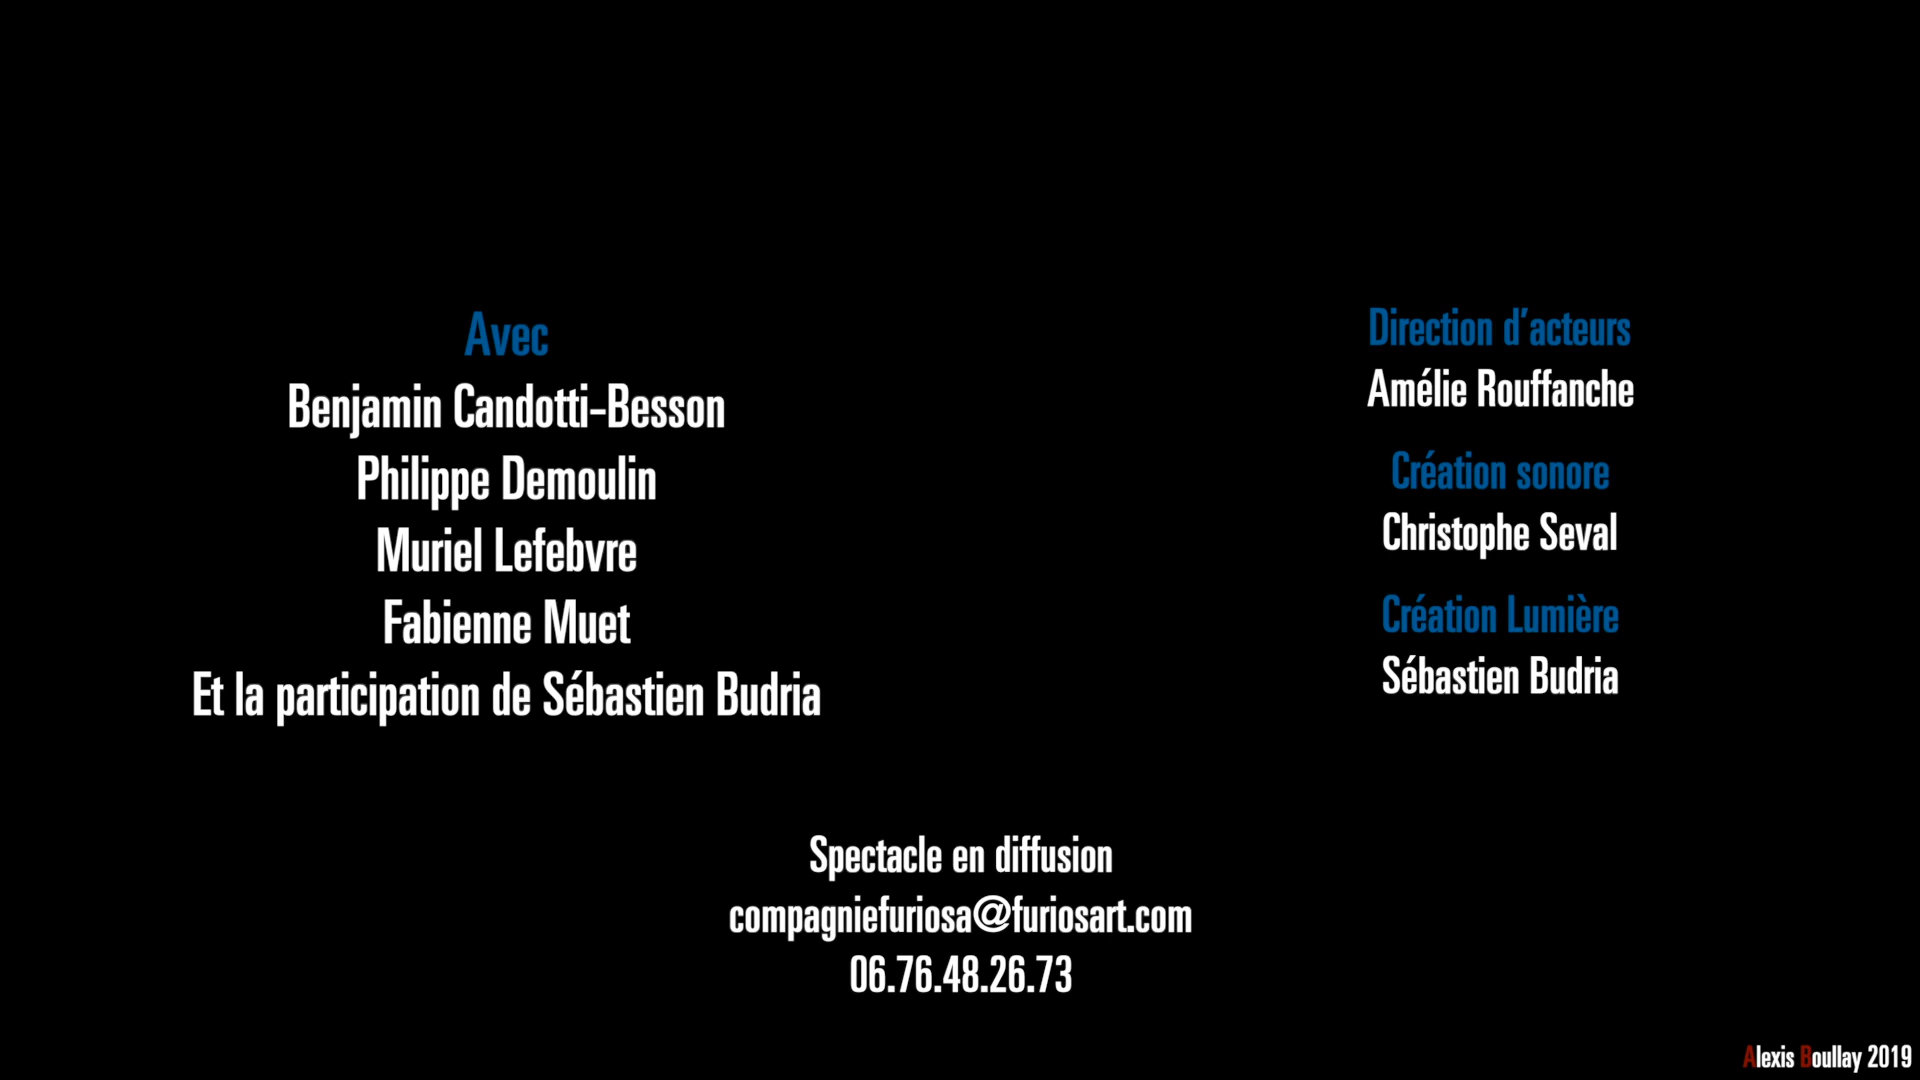 Avec
Benjamin Candotti-Besson
Philippe Demoulin
Muriel Lefebvre
Fabienne Muet
Et la participation de Sébastien Budria
Direction d’acteurs
Amélie Rouffanche
Création sonore
Christophe Seval
Création Lumière
Sébastien Budria
Spectacle en diffusion
compagniefuriosa@furiosart.com
06.76.48.26.73
Alexis Boullay 2019